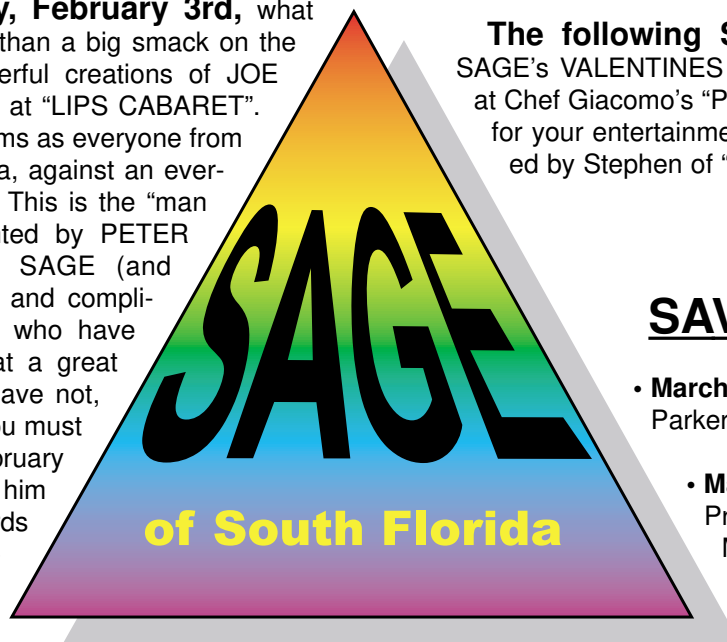 y, February 3rd, what
than a big smack on the
erful creations of JOE
at “LIPS CABARET”.
ms as everyone from
a, against an ever-
This is the “man
ted by PETER
SAGE (and
and compli-
who have
at a great
ave not,
ou must
bruary
him
ds
SAGE
of South Florida
The following S
SAGE's VALENTINES
at Chef Giacomo's “P
for your entertainme
ed by Stephen of “
SAV
• March
Parker
• Ma
Pr
N